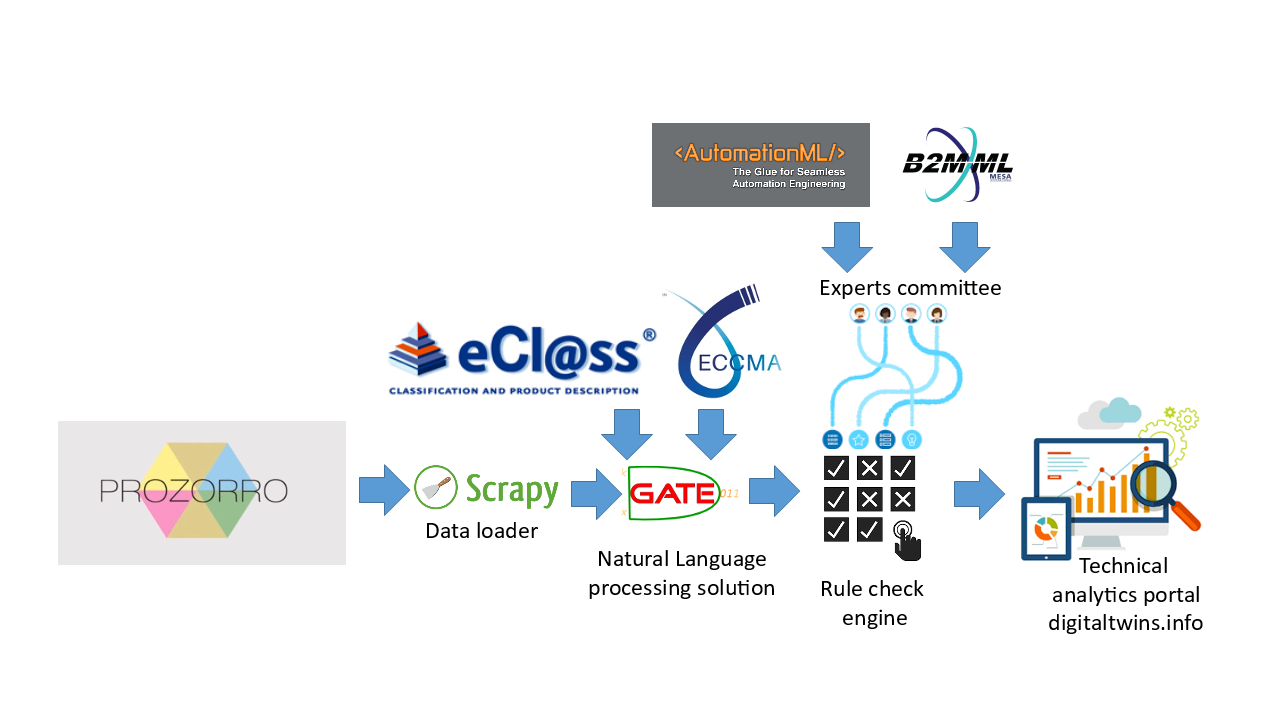 <AutomationML/>
The Glue for Seamless
Automation Engineering
B2MML
MESA
Experts committee
eCl@ss®
CLASSIFICATION AND PRODUCT DESCRIPTION
ECCMA
PROZORRO
Scrapy
Data loader
GATE
Natural Language
processing solution
Rule check
engine
Technical
analytics portal
digitaltwins.info